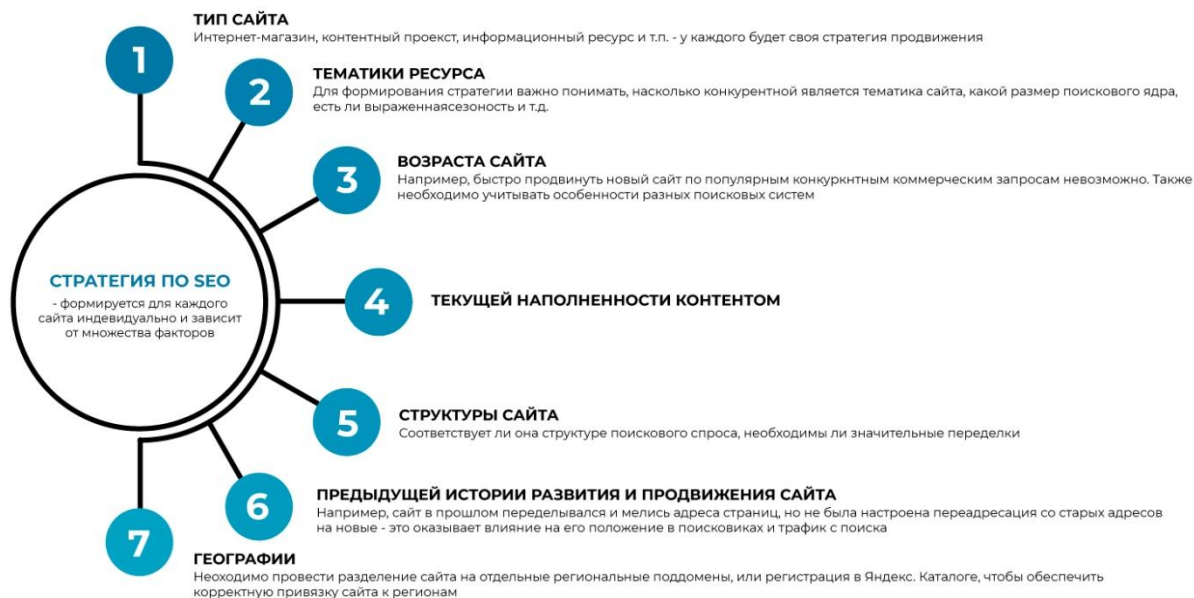 1
ТИП САЙТА
Интернет-магазин, контентный проект, информационный ресурс и т.п. - у каждого будет своя стратегия продвижения
2
ТЕМАТИКИ РЕСУРСА
Для формирования стратегии важно понимать, насколько конкурентной является тематика сайта, какой размер поискового ядра,
есть ли выраженнаясезоность и т.д.
3
ВОЗРАСТА САЙТА
Например, быстро продвинуть новый сайт по популярным конкуркнтным коммерческим запросам невозможно. Также
необходимо учитывать особенности разных поисковых систем
СТРАТЕГИЯ ПО SEO
- формируется для каждого
сайта индевидуально и зависит
от множества факторов
4
ТЕКУЩЕЙ НАПОЛНЕННОСТИ КОНТЕНТОМ
5
СТРУКТУРЫ САЙТА
Соответствует ли она структуре поискового спроса, необходимы ли значительные переделки
6
ПРЕДЫДУЩЕЙ ИСТОРИИ РАЗВИТИЯ И ПРОДВИЖЕНИЯ САЙТА
Например, сайт в прошлом переделывался и мелись адреса страниц, но не была настроена переадресация со старых адресов
на новые - это оказывает влияние на его положение в поисковиках и трафик с поиска
7
ГЕОГРАФИИ
Неоходимо провести разделение сайта на отдельные региональные поддомены, или регистрация в Яндекс. Каталоге, чтобы обеспечить
корректную привязку сайта к регионам